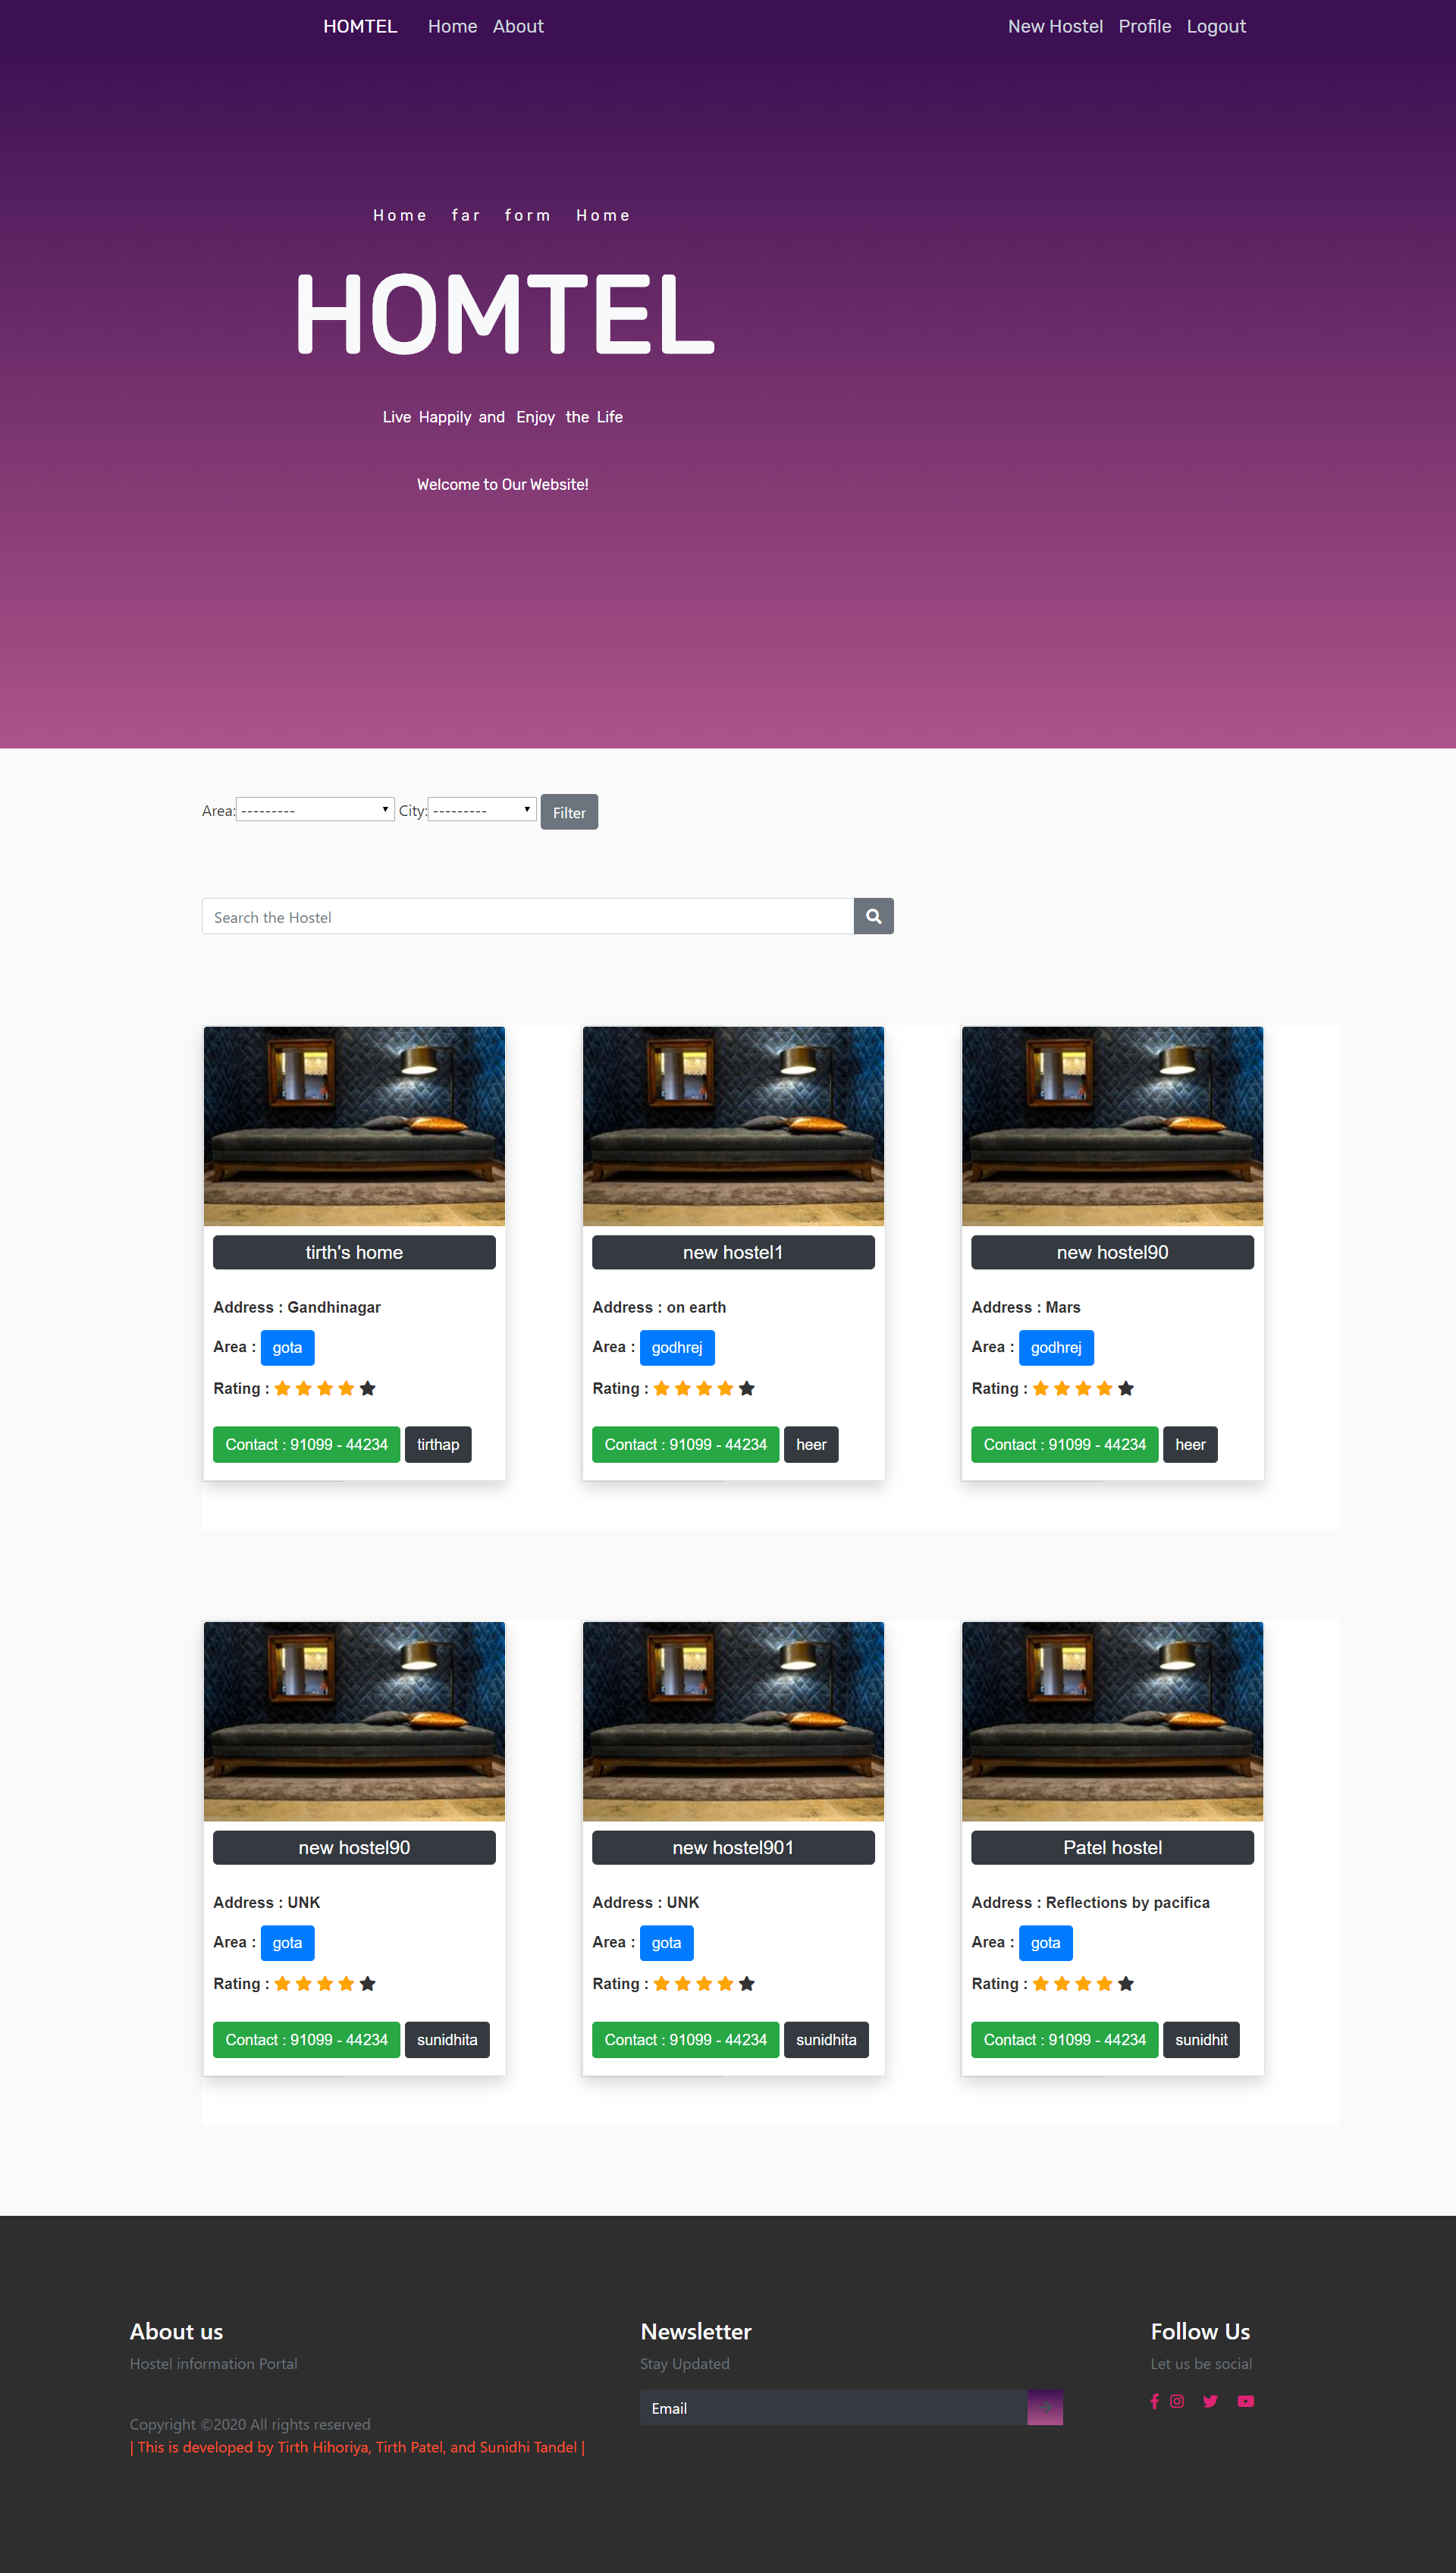 HOMTEL Home About New Hostel Profile Logout
Home far form Home
HOMTEL
Live Happily and Enjoy the Life
Welcome to Our Website!
Area: --------- City: --------- Filter
Search the Hostel
tirth's home new hostel1 new hostel90
Address : Gandhinagar Address : on earth Address : Mars
Area : gota Area : godhrej Area : godhrej
Rating : Rating : Rating :
Contact : 91099 - 44234 tirthap Contact : 91099 - 44234 heer Contact : 91099 - 44234 heer
new hostel90 new hostel901 Patel hostel
Address : UNK Address : UNK Address : Reflections by pacifica
Area : gota Area : gota Area : gota
Rating : Rating : Rating :
Contact : 91099 - 44234 sunidhita Contact : 91099 - 44234 sunidhita Contact : 91099 - 44234 sunidhit
About us Newsletter Follow Us
Hostel information Portal Stay Updated Let us be social
Email
Copyright ©2020 All rights reserved
| This is developed by Tirth Hihoriya, Tirth Patel, and Sunidhi Tandel |